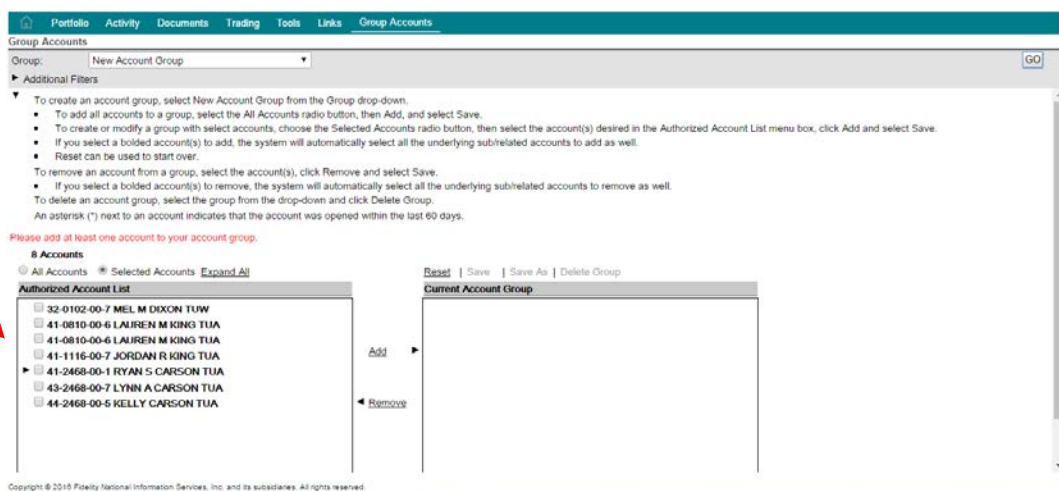 Portfolio Activity Documents Trading Tools Links Group Accounts
Group Accounts
Group: New Account Group GO
Additional Filters
To create an account group, select New Account Group from the Group drop-down.
To add all accounts to a group, select the All Accounts radio button, then Add, and select Save.
To create or modify a group with select accounts, choose the Selected Accounts radio button, then select the account(s) desired in the Authorized Account List menu box, click Add and select Save.
If you select a bolded account(s) to add, the system will automatically select all the underlying sub/related accounts to add as well.
Reset can be used to start over.
To remove an account from a group, select the account(s), click Remove and select Save.
If you select a bolded account(s) to remove, the system will automatically select all the underlying sub/related accounts to remove as well.
To delete an account group, select the group from the drop-down and click Delete Group.
An asterisk (*) next to an account indicates that the account was opened within the last 60 days.
Please add at least one account to your account group.
8 Accounts
All Accounts Selected Accounts Expand All Reset | Save | Save As | Delete Group
Authorized Account List Current Account Group
32-0102-00-7 MEL M DIXON TUW
41-0810-00-6 LAUREN M KING TUA
41-0810-00-6 LAUREN M KING TUA
41-1116-00-7 JORDAN R KING TUA
Add
41-2468-00-1 RYAN S CARSON TUA
43-2468-00-7 LYNN A CARSON TUA
44-2468-00-5 KELLY CARSON TUA
Remove
Copyright © 2016 Fidelity National Information Services, Inc. and its subsidiaries. All rights reserved.